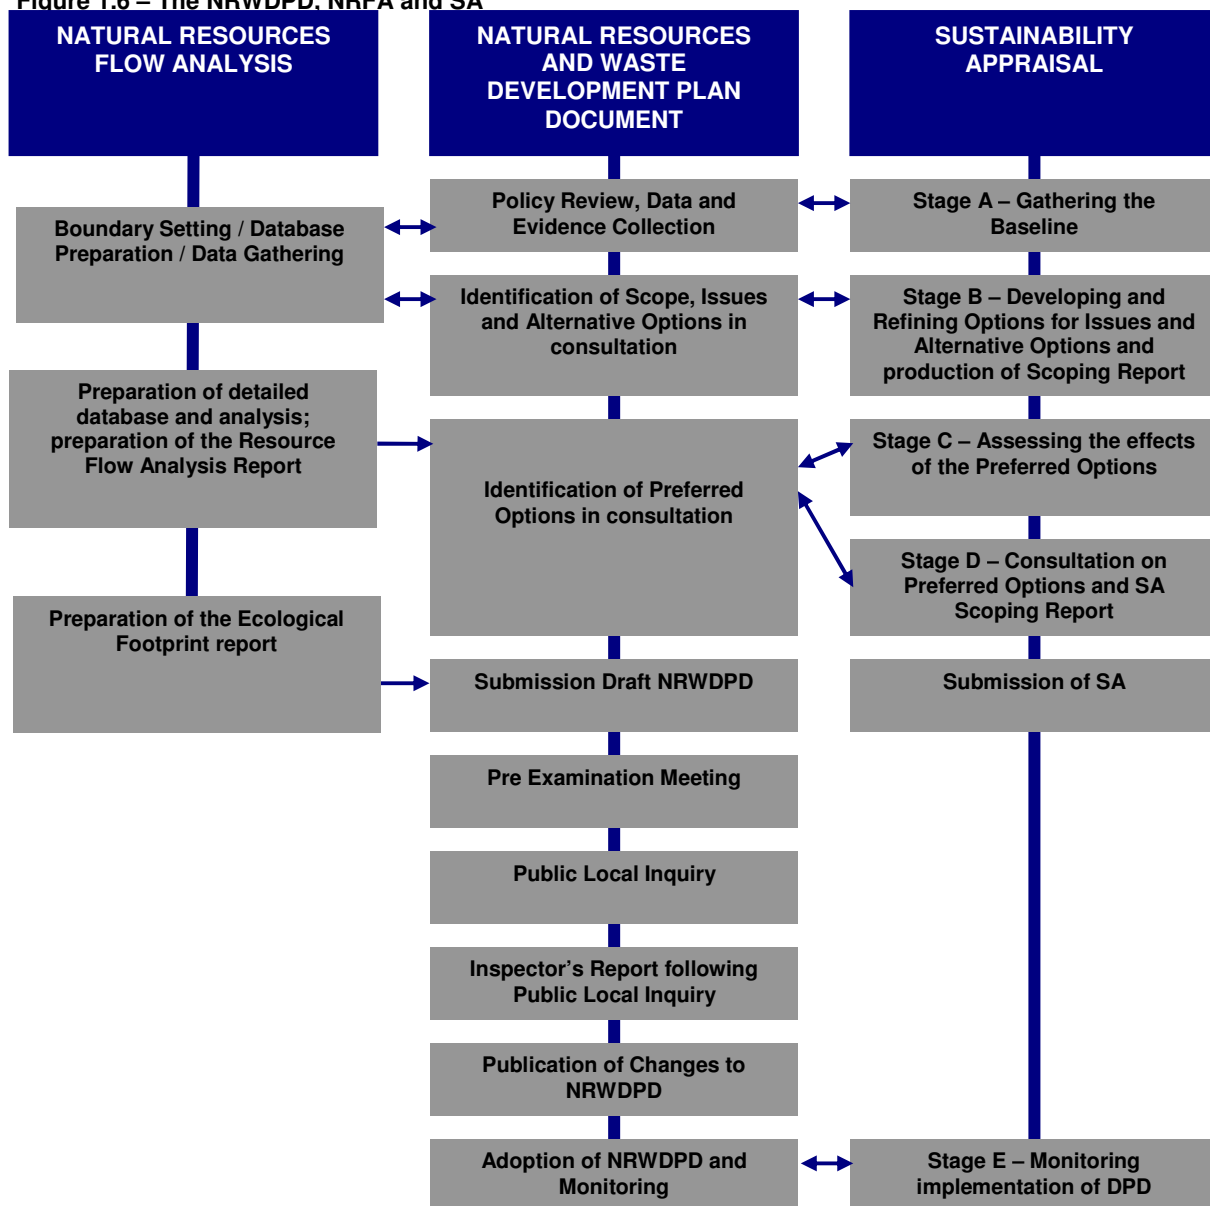 Figure 1.6 – The NRWDPD, NRFA and SA
NATURAL RESOURCES
FLOW ANALYSIS
NATURAL RESOURCES
AND WASTE
DEVELOPMENT PLAN
DOCUMENT
SUSTAINABILITY
APPRAISAL
Boundary Setting / Database
Preparation / Data Gathering
Preparation of detailed
database and analysis;
preparation of the Resource
Flow Analysis Report
Preparation of the Ecological
Footprint report
Policy Review, Data and
Evidence Collection
Identification of Scope, Issues
and Alternative Options in
consultation
Identification of Preferred
Options in consultation
Submission Draft NRWDPD
Pre Examination Meeting
Public Local Inquiry
Inspector’s Report following
Public Local Inquiry
Publication of Changes to
NRWDPD
Adoption of NRWDPD and
Monitoring
Stage A – Gathering the
Baseline
Stage B – Developing and
Refining Options for Issues and
Alternative Options and
production of Scoping Report
Stage C – Assessing the effects
of the Preferred Options
Stage D – Consultation on
Preferred Options and SA
Scoping Report
Submission of SA
Stage E – Monitoring
implementation of DPD